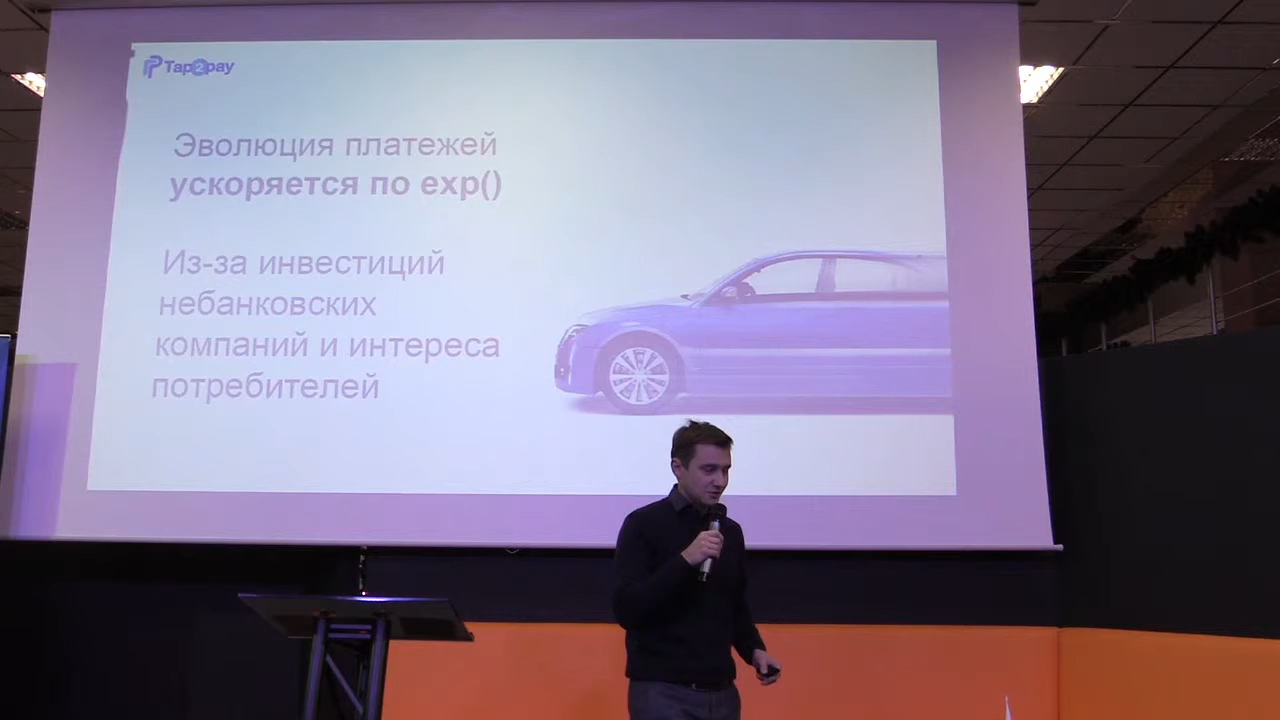 Tap2pay
Эволюция платежей
ускоряется по exp()
Из-за инвестиций
небанковских
компаний и интереса
потребителей